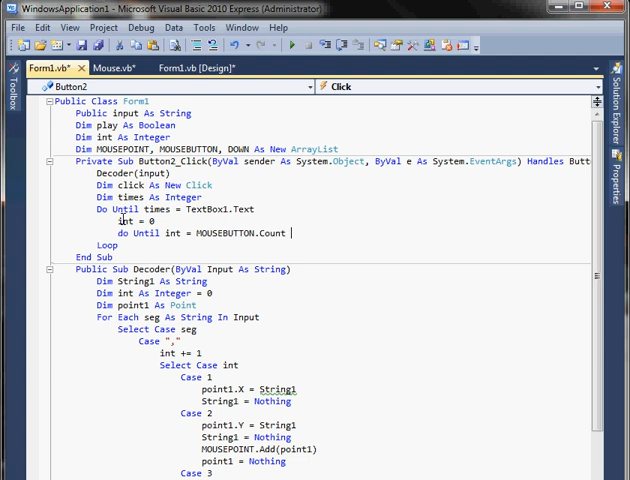 WindowsApplication1 - Microsoft Visual Basic 2010 Express (Administrator)
File Edit View Project Debug Data Tools Window Help
Form1.vb* Mouse.vb* Form1.vb [Design]*
Button2 Click
Toolbox
Solution Explorer
Properties
Public Class Form1
Public input As String
Dim play As Boolean
Dim int As Integer
Dim MOUSEPOINT, MOUSEBUTTON, DOWN As New ArrayList
Private Sub Button2_Click(ByVal sender As System.Object, ByVal e As System.EventArgs) Handles Butt
Decoder(input)
Dim click As New Click
Dim times As Integer
Do Until times = TextBox1.Text
int = 0
do Until int = MOUSEBUTTON.Count
Loop
End Sub
Public Sub Decoder(ByVal Input As String)
Dim String1 As String
Dim int As Integer = 0
Dim point1 As Point
For Each seg As String In Input
Select Case seg
Case ","
int += 1
Select Case int
Case 1
point1.X = String1
String1 = Nothing
Case 2
point1.Y = String1
String1 = Nothing
MOUSEPOINT.Add(point1)
point1 = Nothing
Case 3